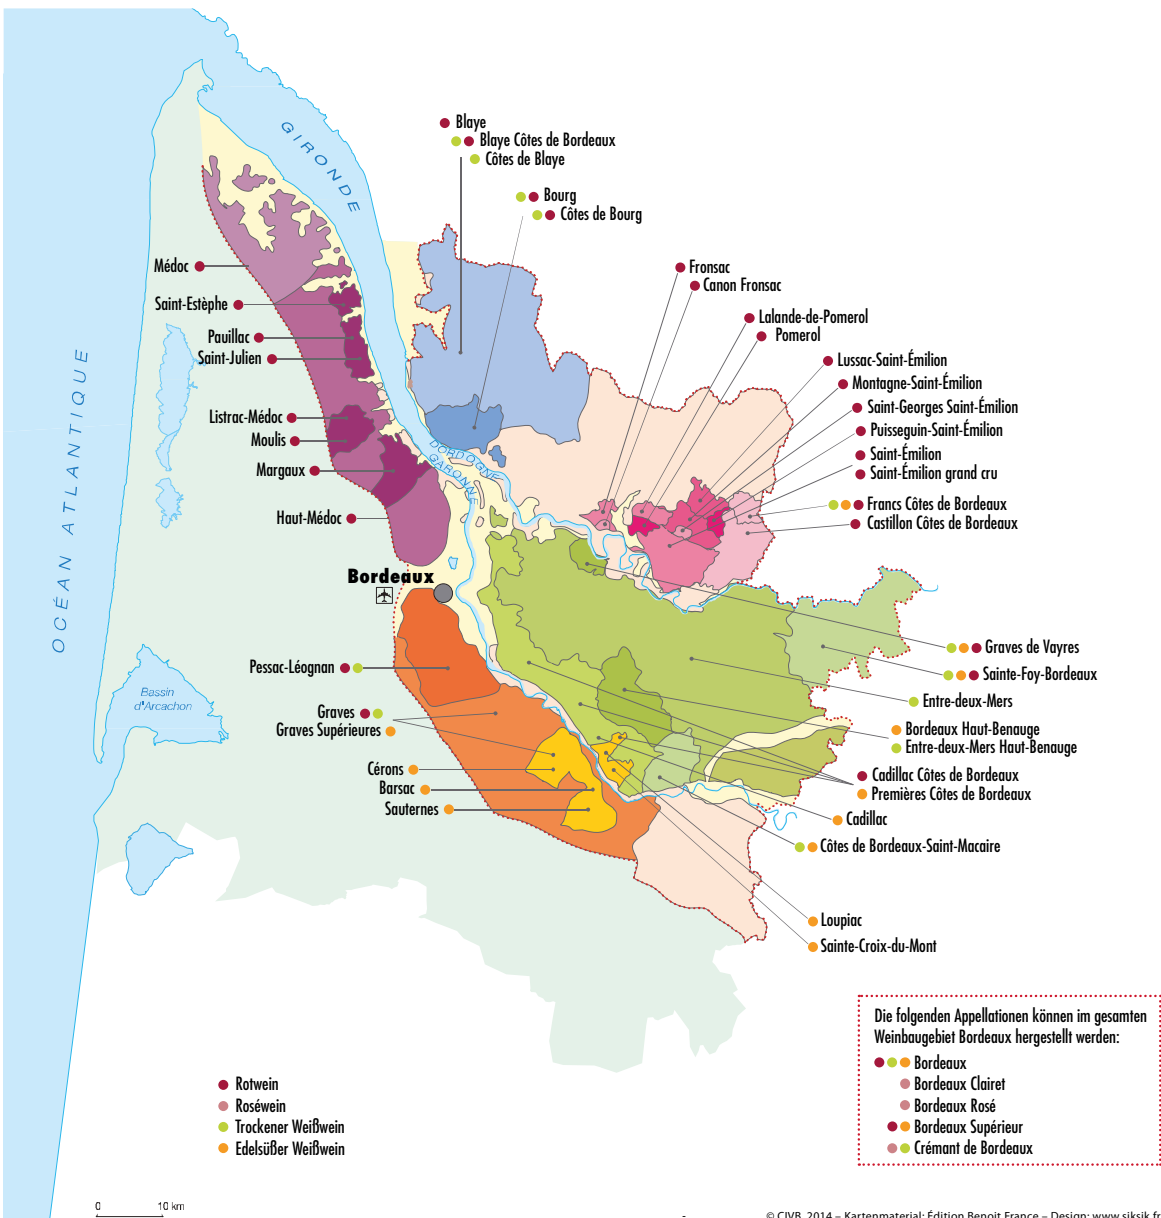 GIRONDE
OCÉAN ATLANTIQUE
Blaye
Blaye Côtes de Bordeaux
Côtes de Blaye
Bourg
Côtes de Bourg
Médoc
Saint-Estèphe
Pauillac
Saint-Julien
Listrac-Médoc
Moulis
Margaux
Haut-Médoc
DORDOGNE
GARONNE
Fronsac
Canon Fronsac
Lalande-de-Pomerol
Pomerol
Lussac-Saint-Émilion
Montagne-Saint-Émilion
Saint-Georges Saint-Émilion
Puisseguin-Saint-Émilion
Saint-Émilion
Saint-Émilion grand cru
Francs Côtes de Bordeaux
Castillon Côtes de Bordeaux
Bordeaux
Bassin
d'Arcachon
Pessac-Léognan
Graves
Graves Supérieures
Cérons
Barsac
Sauternes
Graves de Vayres
Sainte-Foy-Bordeaux
Entre-deux-Mers
Bordeaux Haut-Benauge
Entre-deux-Mers Haut-Benauge
Cadillac Côtes de Bordeaux
Premières Côtes de Bordeaux
Cadillac
Côtes de Bordeaux-Saint-Macaire
Loupiac
Sainte-Croix-du-Mont
Die folgenden Appellationen können im gesamten
Weinbaugebiet Bordeaux hergestellt werden:
Bordeaux
Bordeaux Clairet
Bordeaux Rosé
Bordeaux Supérieur
Crémant de Bordeaux
Rotwein
Roséwein
Trockener Weißwein
Edelsüßer Weißwein
0 10 km
© CIVB, 2014 – Kartenmaterial: Édition Benoit France – Design: www.siksik.fr